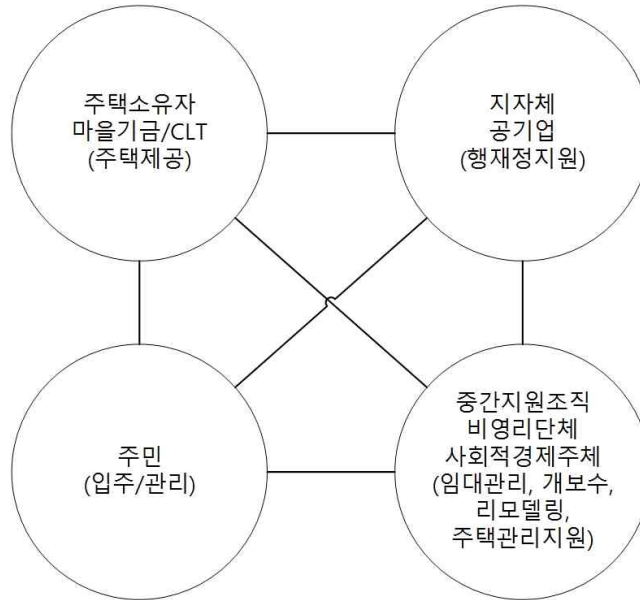 주택소유자
마을기금/CLT
(주택제공)
지자체
공기업
(행재정지원)
주민
(입주/관리)
중간지원조직
비영리단체
사회적경제주체
(임대관리, 개보수,
리모델링,
주택관리지원)